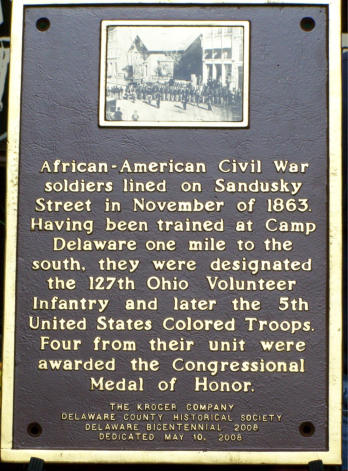 African-American Civil War
soldiers lined on Sandusky
Street in November of 1863.
Having been trained at Camp
Delaware one mile to the
south, they were designated
the 127th Ohio Volunteer
Infantry and later the 5th
United States Colored Troops.
Four from their unit were
awarded the Congressional
Medal of Honor.
THE KROGER COMPANY
DELAWARE COUNTY HISTORICAL SOCIETY
DELAWARE BICENTENNIAL 2008
DEDICATED MAY 10, 2008